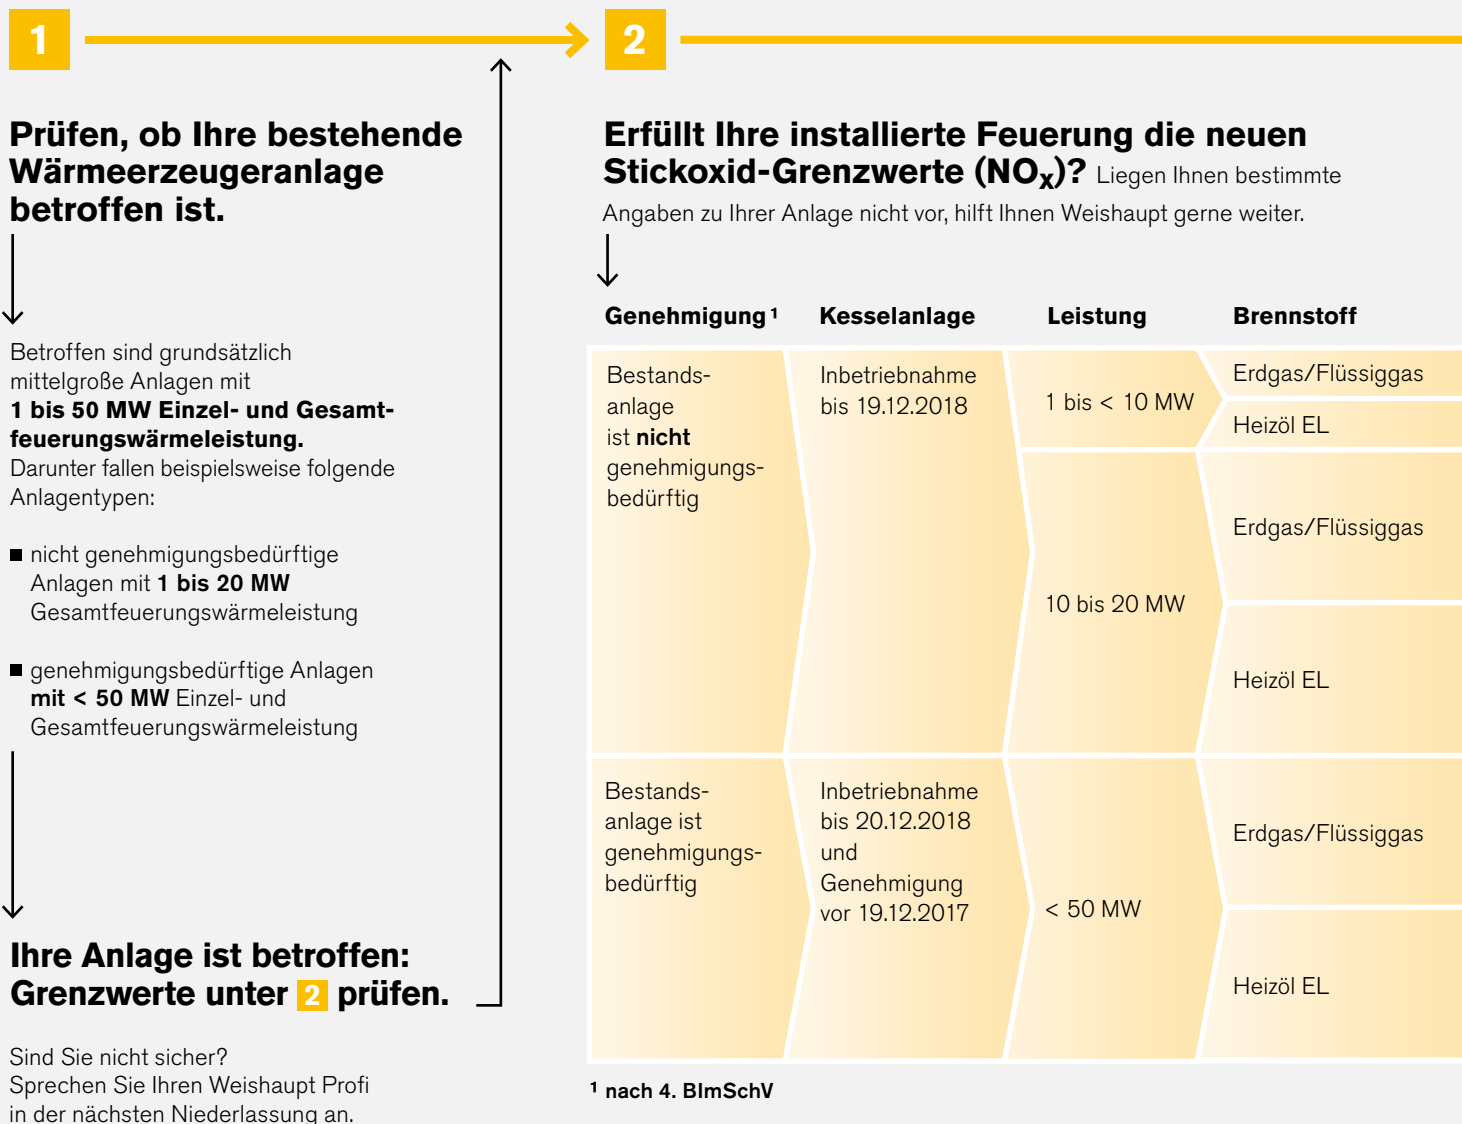 1
Prüfen, ob Ihre bestehende
Wärmeerzeugeranlage
betroffen ist.
Betroffen sind grundsätzlich
mittelgroße Anlagen mit
1 bis 50 MW Einzel- und Gesamt-
feuerungswärmeleistung.
Darunter fallen beispielsweise folgende
Anlagentypen:
■ nicht genehmigungsbedürftige
Anlagen mit 1 bis 20 MW
Gesamtfeuerungswärmeleistung
■ genehmigungsbedürftige Anlagen
mit < 50 MW Einzel- und
Gesamtfeuerungswärmeleistung
Ihre Anlage ist betroffen:
Grenzwerte unter 2 prüfen.
Sind Sie nicht sicher?
Sprechen Sie Ihren Weishaupt Profi
in der nächsten Niederlassung an.
2
Erfüllt Ihre installierte Feuerung die neuen
Stickoxid-Grenzwerte (NOX)? Liegen Ihnen bestimmte
Angaben zu Ihrer Anlage nicht vor, hilft Ihnen Weishaupt gerne weiter.
Genehmigung ¹ Kesselanlage Leistung Brennstoff
Bestands-
anlage
ist nicht
genehmigungs-
bedürftig
Inbetriebnahme
bis 19.12.2018
1 bis < 10 MW
Erdgas/Flüssiggas
Heizöl EL
10 bis 20 MW
Erdgas/Flüssiggas
Heizöl EL
Bestands-
anlage ist
genehmigungs-
bedürftig
Inbetriebnahme
bis 20.12.2018
und
Genehmigung
vor 19.12.2017
< 50 MW
Erdgas/Flüssiggas
Heizöl EL
¹ nach 4. BImSchV